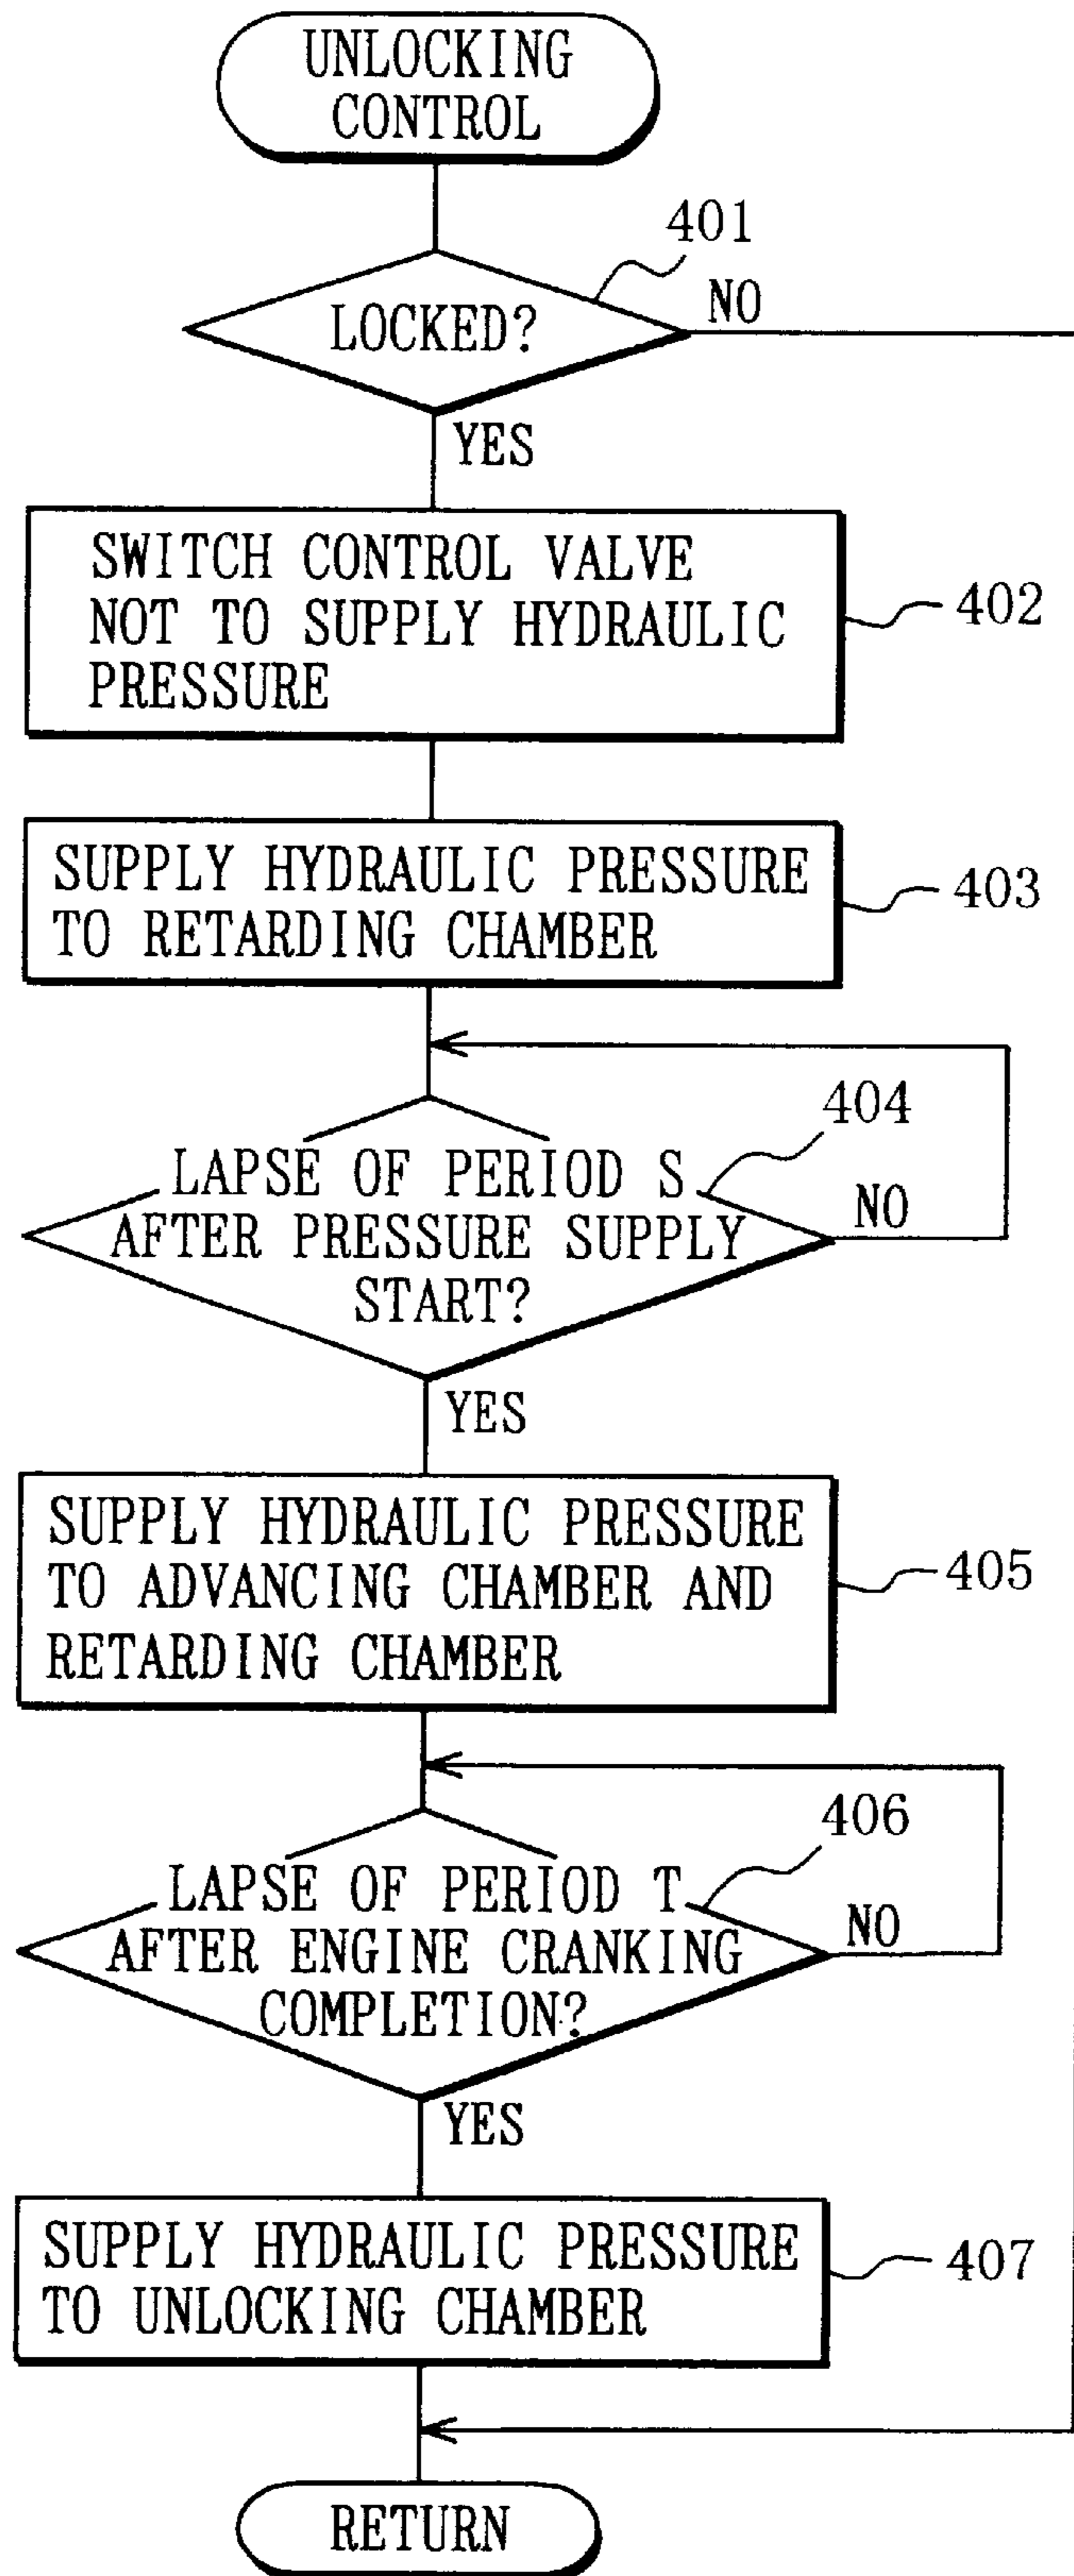 UNLOCKING
CONTROL
401
LOCKED?
NO
YES
SWITCH CONTROL VALVE
NOT TO SUPPLY HYDRAULIC
PRESSURE
402
SUPPLY HYDRAULIC PRESSURE
TO RETARDING CHAMBER
403
404
LAPSE OF PERIOD S
AFTER PRESSURE SUPPLY
START?
NO
YES
SUPPLY HYDRAULIC PRESSURE
TO ADVANCING CHAMBER AND
RETARDING CHAMBER
405
406
LAPSE OF PERIOD T
AFTER ENGINE CRANKING
COMPLETION?
NO
YES
SUPPLY HYDRAULIC PRESSURE
TO UNLOCKING CHAMBER
407
RETURN